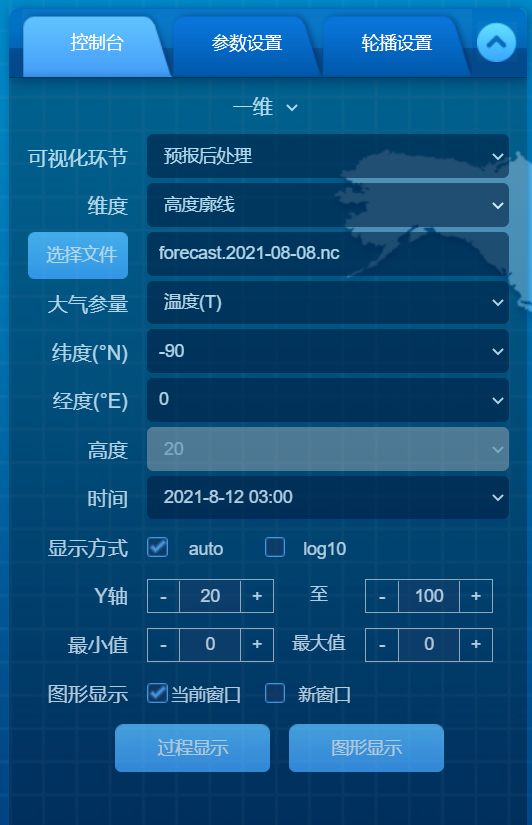 控制台 参数设置 轮播设置
一维
可视化环节 预报后处理
维度 高度廓线
选择文件 forecast.2021-08-08.nc
大气参量 温度(T)
纬度(°N) -90
经度(°E) 0
高度 20
时间 2021-8-12 03:00
显示方式 auto log10
Y轴 - 20 + 至 - 100 +
最小值 - 0 + 最大值 - 0 +
图形显示 当前窗口 新窗口
过程显示 图形显示